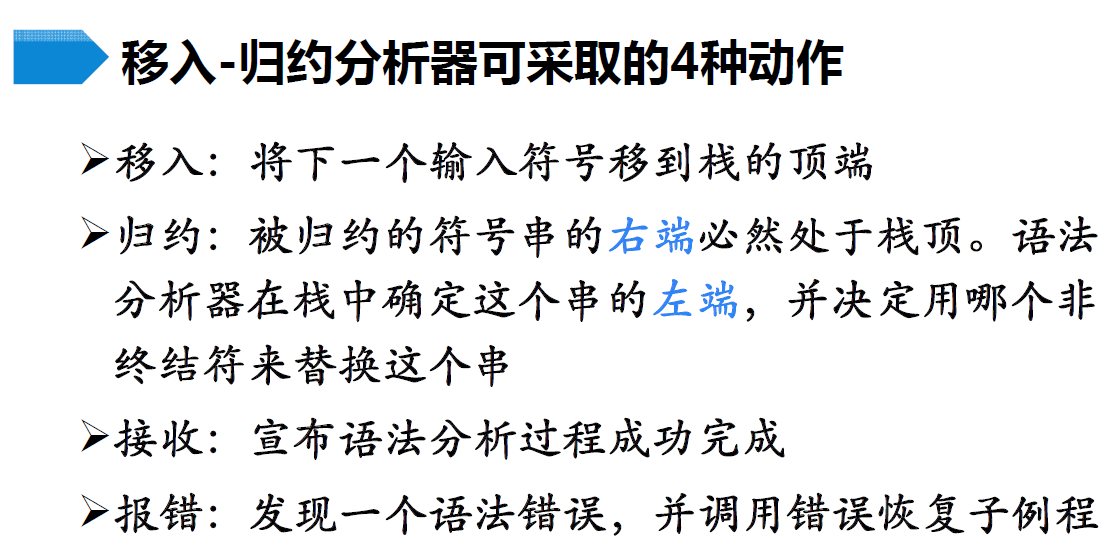 移入-归约分析器可采取的4种动作
➢移入：将下一个输入符号移到栈的顶端
➢归约：被归约的符号串的右端必然处于栈顶。语法
分析器在栈中确定这个串的左端，并决定用哪个非
终结符来替换这个串
➢接收：宣布语法分析过程成功完成
➢报错：发现一个语法错误，并调用错误恢复子例程